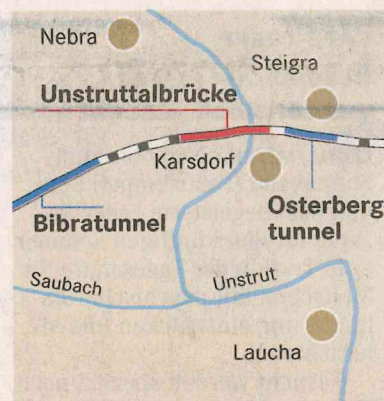 Nebra
Steigra
Unstruttalbrücke
Karsdorf
Osterberg
tunnel
Bibratunnel
Saubach
Unstrut
Laucha